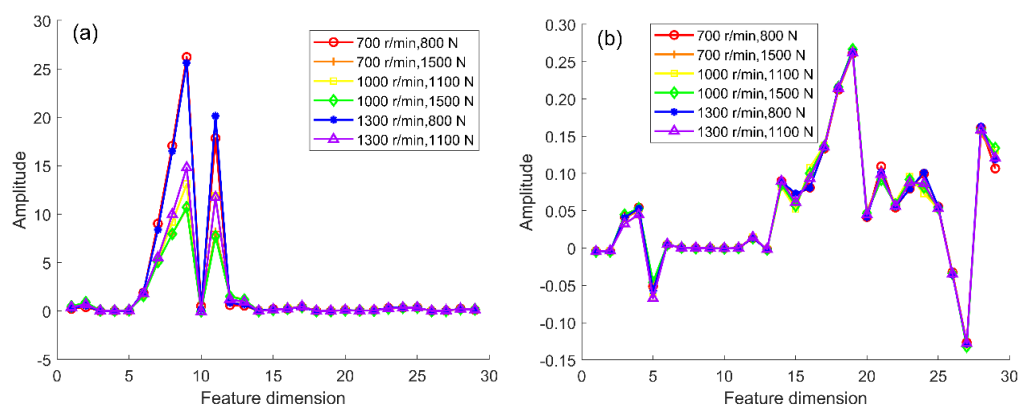 (a)
30
25
20
15
10
5
0
-5
Amplitude
0 5 10 15 20 25 30
Feature dimension
700 r/min,800 N
700 r/min,1500 N
1000 r/min,1100 N
1000 r/min,1500 N
1300 r/min,800 N
1300 r/min,1100 N
(b)
0.30
0.25
0.20
0.15
0.10
0.05
0
-0.05
-0.10
-0.15
Amplitude
0 5 10 15 20 25 30
Feature dimension
700 r/min,800 N
700 r/min,1500 N
1000 r/min,1100 N
1000 r/min,1500 N
1300 r/min,800 N
1300 r/min,1100 N